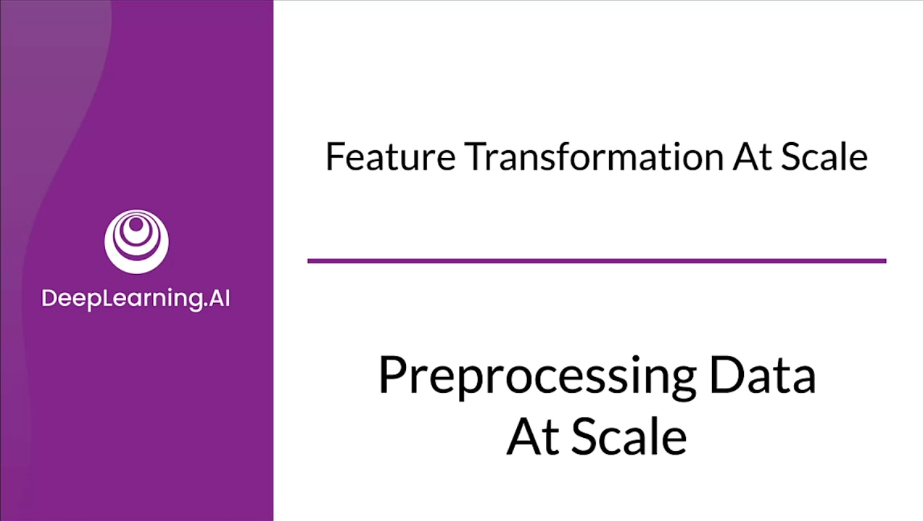 Feature Transformation At Scale
DeepLearning.AI
Preprocessing Data
At Scale